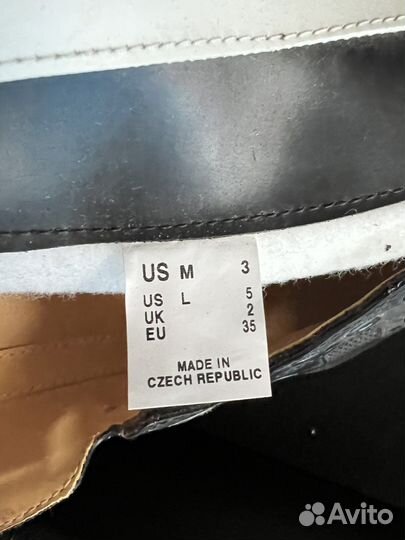 US M 3
US L 5
UK 2
EU 35
MADE IN
CZECH REPUBLIC
Avito